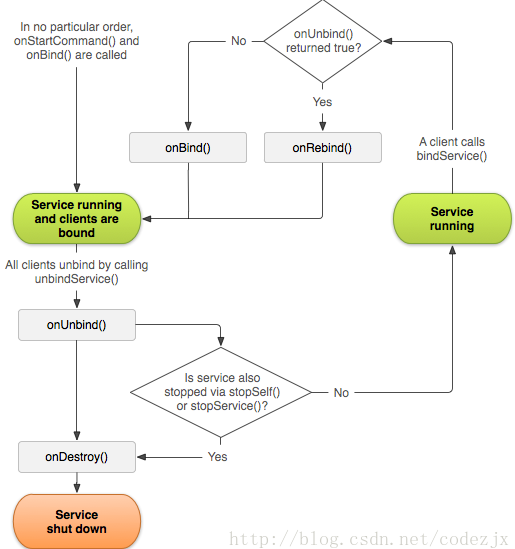 In no particular order,
onStartCommand() and
onBind() are called
No
onUnbind()
returned true?
Yes
A client calls
bindService()
onBind()
onRebind()
Service running
and clients are
bound
Service
running
All clients unbind by calling
unbindService()
onUnbind()
Is service also
stopped via stopSelf()
or stopService()?
No
Yes
onDestroy()
Service
shut down
http://blog.csdn.net/codezjx